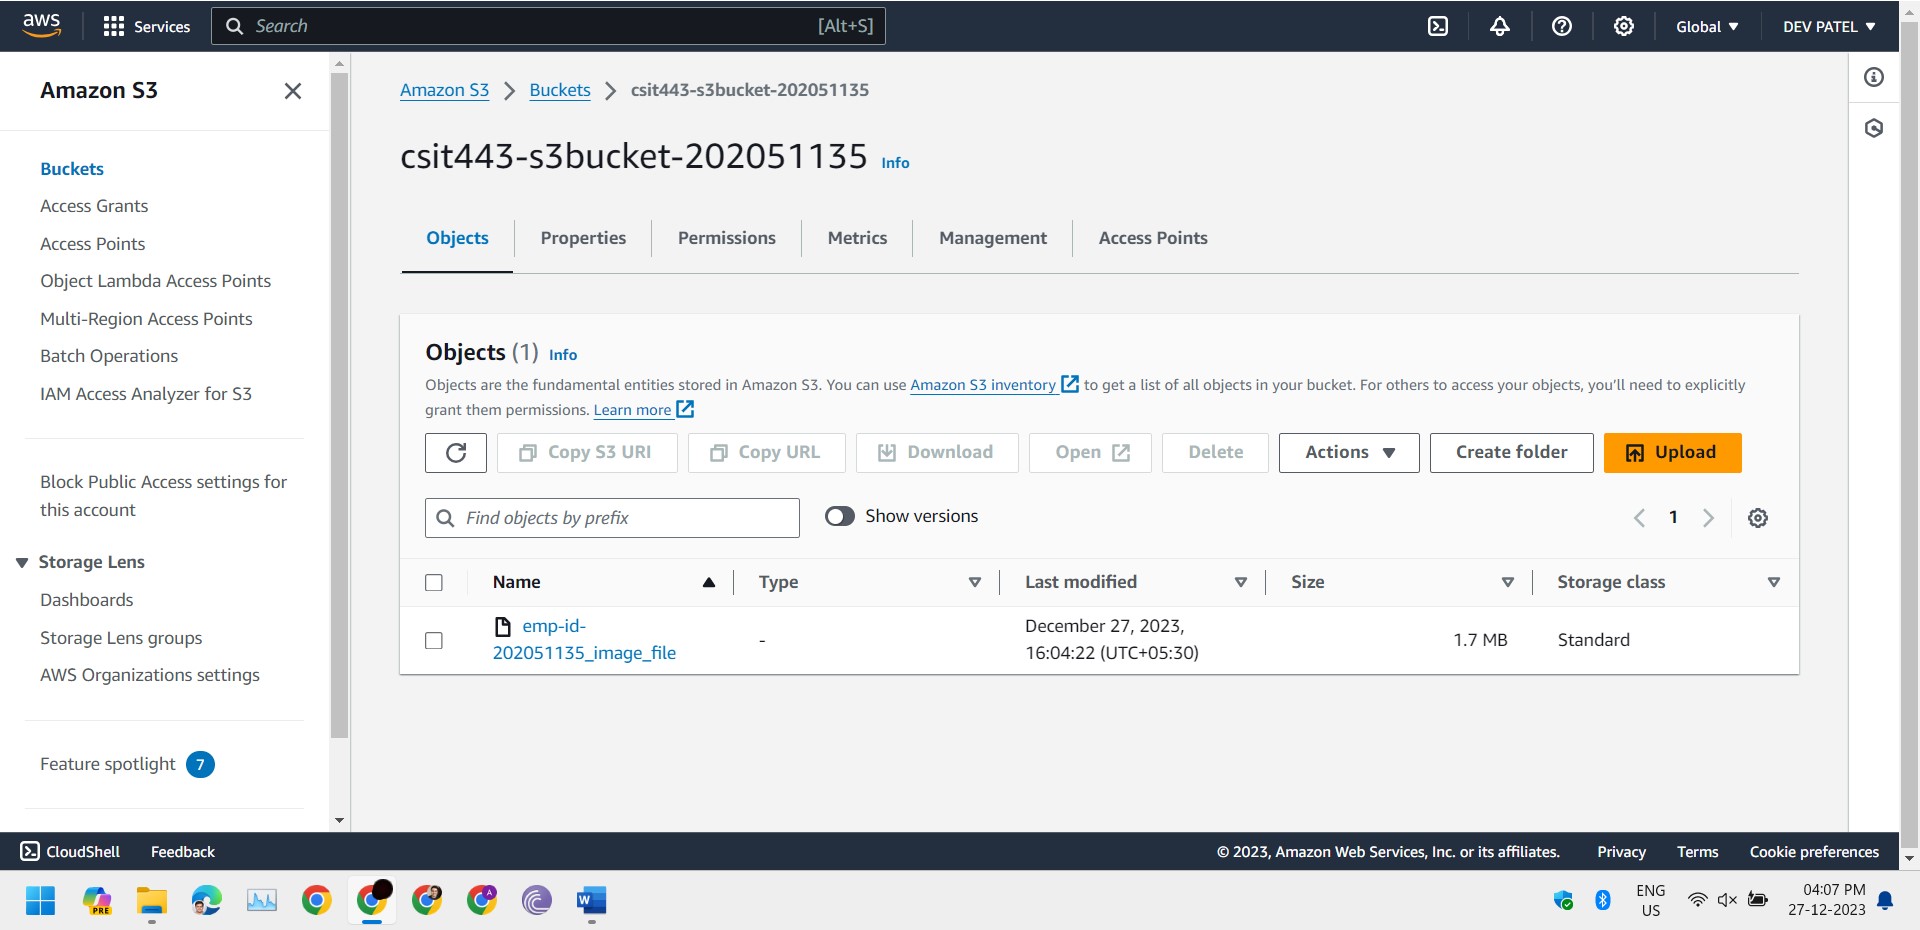 aws
Services
Search [Alt+S]
Global
DEV PATEL
Amazon S3
Buckets
Access Grants
Access Points
Object Lambda Access Points
Multi-Region Access Points
Batch Operations
IAM Access Analyzer for S3
Block Public Access settings for
this account
Storage Lens
Dashboards
Storage Lens groups
AWS Organizations settings
Feature spotlight 7
Amazon S3 > Buckets > csit443-s3bucket-202051135
csit443-s3bucket-202051135 Info
Objects Properties Permissions Metrics Management Access Points
Objects (1) Info
Objects are the fundamental entities stored in Amazon S3. You can use Amazon S3 inventory to get a list of all objects in your bucket. For others to access your objects, you'll need to explicitly
grant them permissions. Learn more
Copy S3 URI Copy URL Download Open Delete Actions Create folder Upload
Find objects by prefix Show versions 1
Name Type Last modified Size Storage class
emp-id-
202051135_image_file
-
December 27, 2023,
16:04:22 (UTC+05:30)
1.7 MB
Standard
CloudShell Feedback © 2023, Amazon Web Services, Inc. or its affiliates. Privacy Terms Cookie preferences
PRE
A
W
ENG
US
04:07 PM
27-12-2023